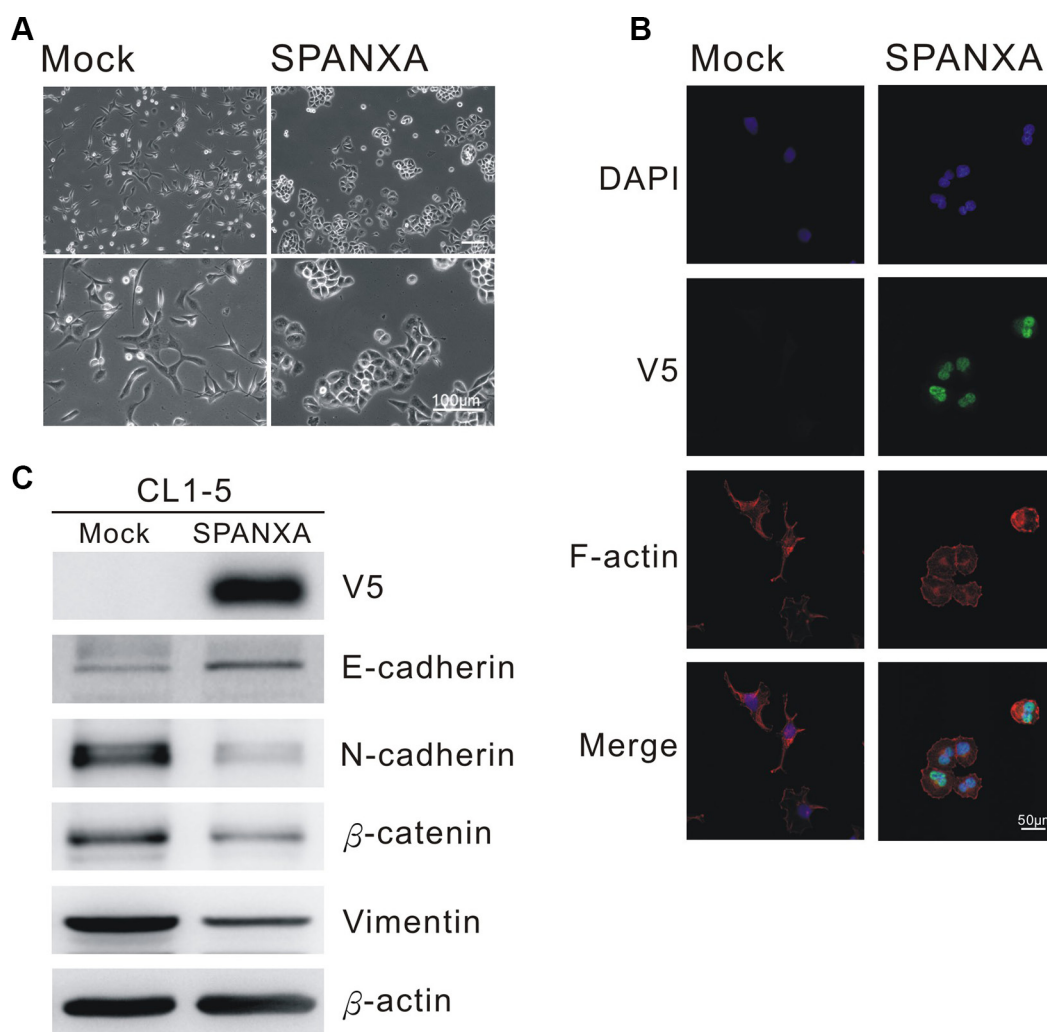 A
Mock SPANXA
100μm
B
Mock SPANXA
DAPI
V5
F-actin
Merge
50μm
C
CL1-5
Mock SPANXA
V5
E-cadherin
N-cadherin
β-catenin
Vimentin
β-actin